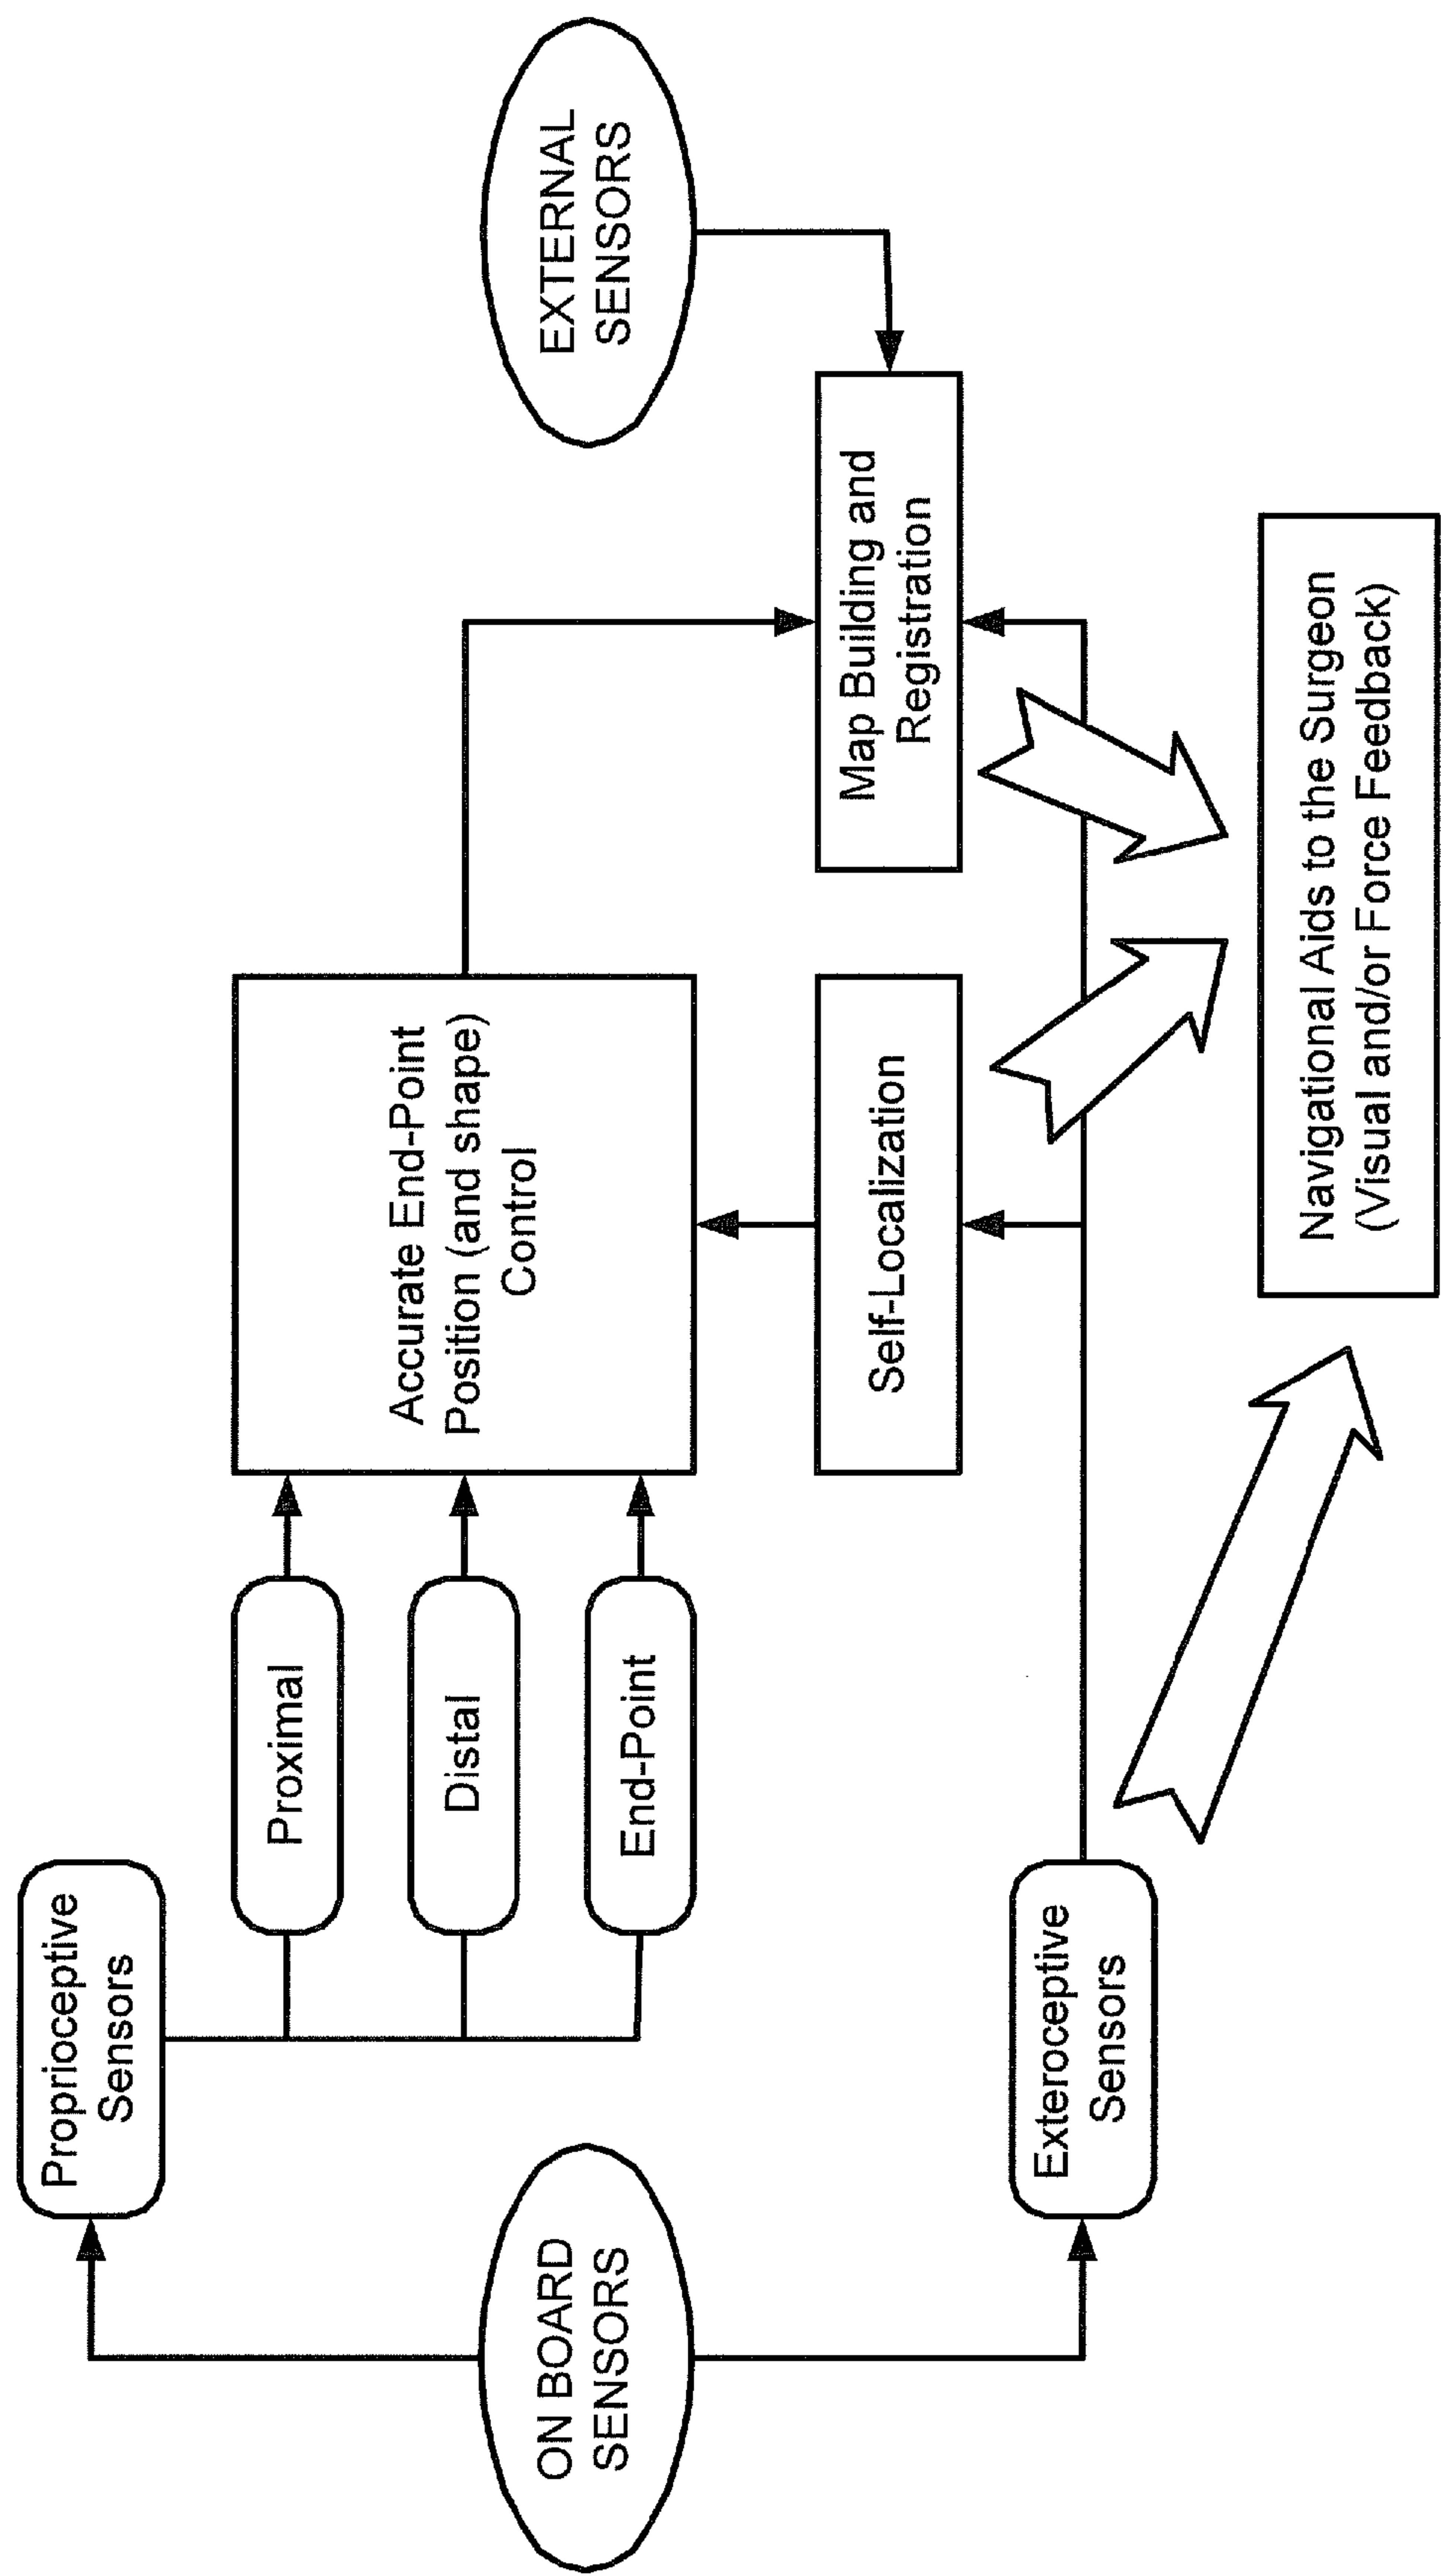 Proprioceptive
Sensors
Proximal
Distal
End-Point
Accurate End-Point
Position (and shape)
Control
ON BOARD
SENSORS
EXTERNAL
SENSORS
Self-Localization
Map Building and
Registration
Exteroceptive
Sensors
Navigational Aids to the Surgeon
(Visual and/or Force Feedback)